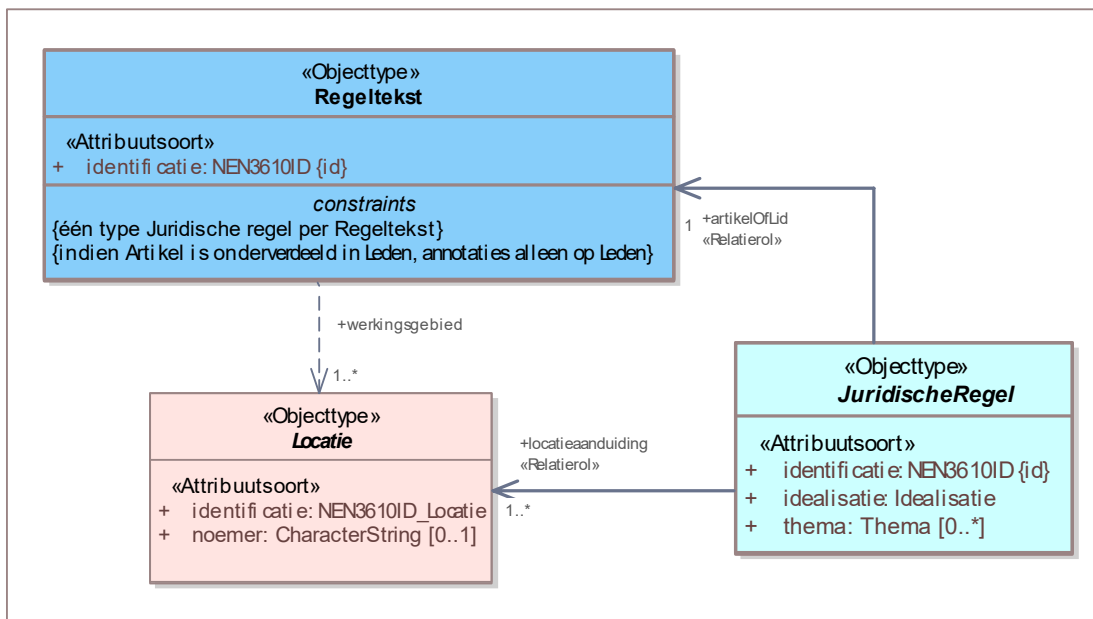 «Objecttype»
Regeltekst
«Attribuutsoort»
+ identificatie: NEN3610ID {id}
constraints
{één type Juridische regel per Regeltekst}
{indien Artikel is onderverdeeld in Leden, annotaties alleen op Leden}
1 +artikelOfLid
«Relatierol»
+werkingsgebied
1..*
«Objecttype»
JuridischeRegel
«Attribuutsoort»
+ identificatie: NEN3610ID {id}
+ idealisatie: Idealisatie
+ thema: Thema [0..*]
«Objecttype»
Locatie
«Attribuutsoort»
+ identificatie: NEN3610ID_Locatie
+ noemer: CharacterString [0..1]
+locatieaanduiding
«Relatierol»
1..*